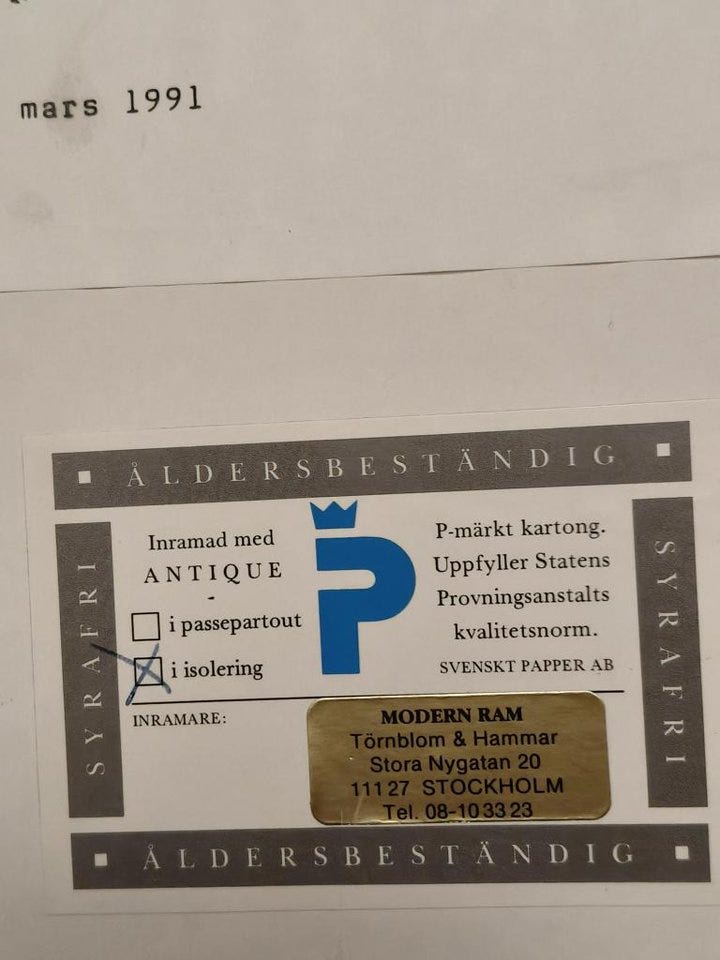 mars 1991
ÅLDERSBESTÄNDIG
SYRAFRI
Inramad med
ANTIQUE
i passepartout
i isolering
P
P-märkt kartong.
Uppfyller Statens
Provningsanstalts
kvalitetsnorm.
SVENSKT PAPPER AB
SYRAFRI
INRAMARE:
MODERN RAM
Törnblom & Hammar
Stora Nygatan 20
111 27 STOCKHOLM
Tel. 08-10 33 23
ÅLDERSBESTÄNDIG